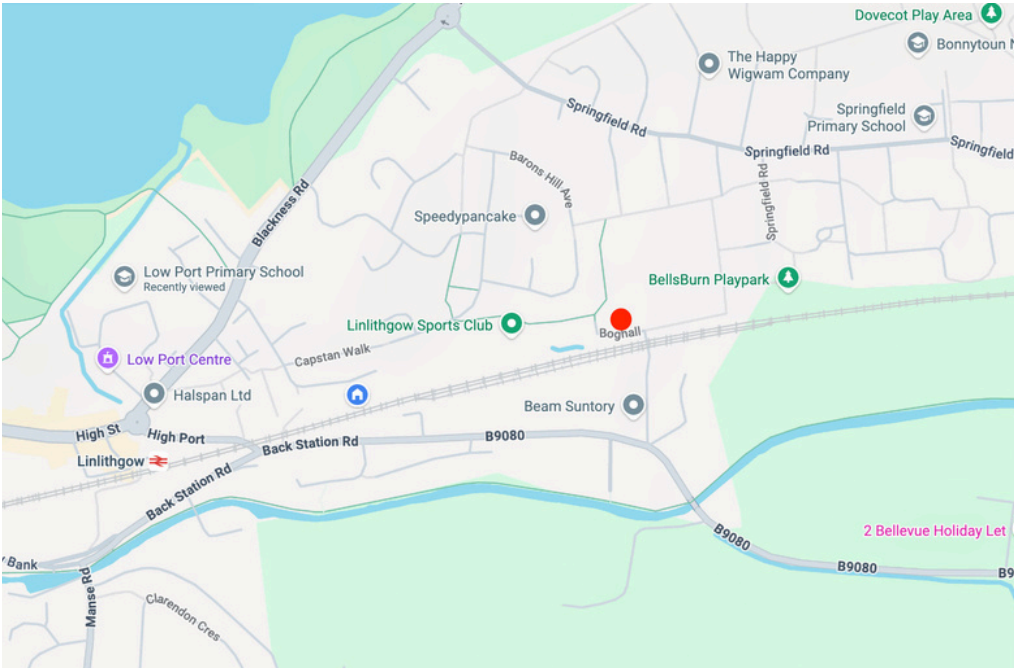 Dovecot Play Area
Bonnytoun N
The Happy
Wigwam Company
Springfield Rd
Springfield
Primary School
Springfield Rd
Springfield
Barons Hill Ave
Springfield Rd
Blackness Rd
Speedypancake
Low Port Primary School
Recently viewed
BellsBurn Playpark
Linlithgow Sports Club
Boghall
Capstan Walk
Low Port Centre
Halspan Ltd
Beam Suntory
High St
High Port
Back Station Rd
B9080
Linlithgow
Back Station Rd
B9080
2 Bellevue Holiday Let
y Bank
B9080
B9
Manse Rd
Clarendon Cres